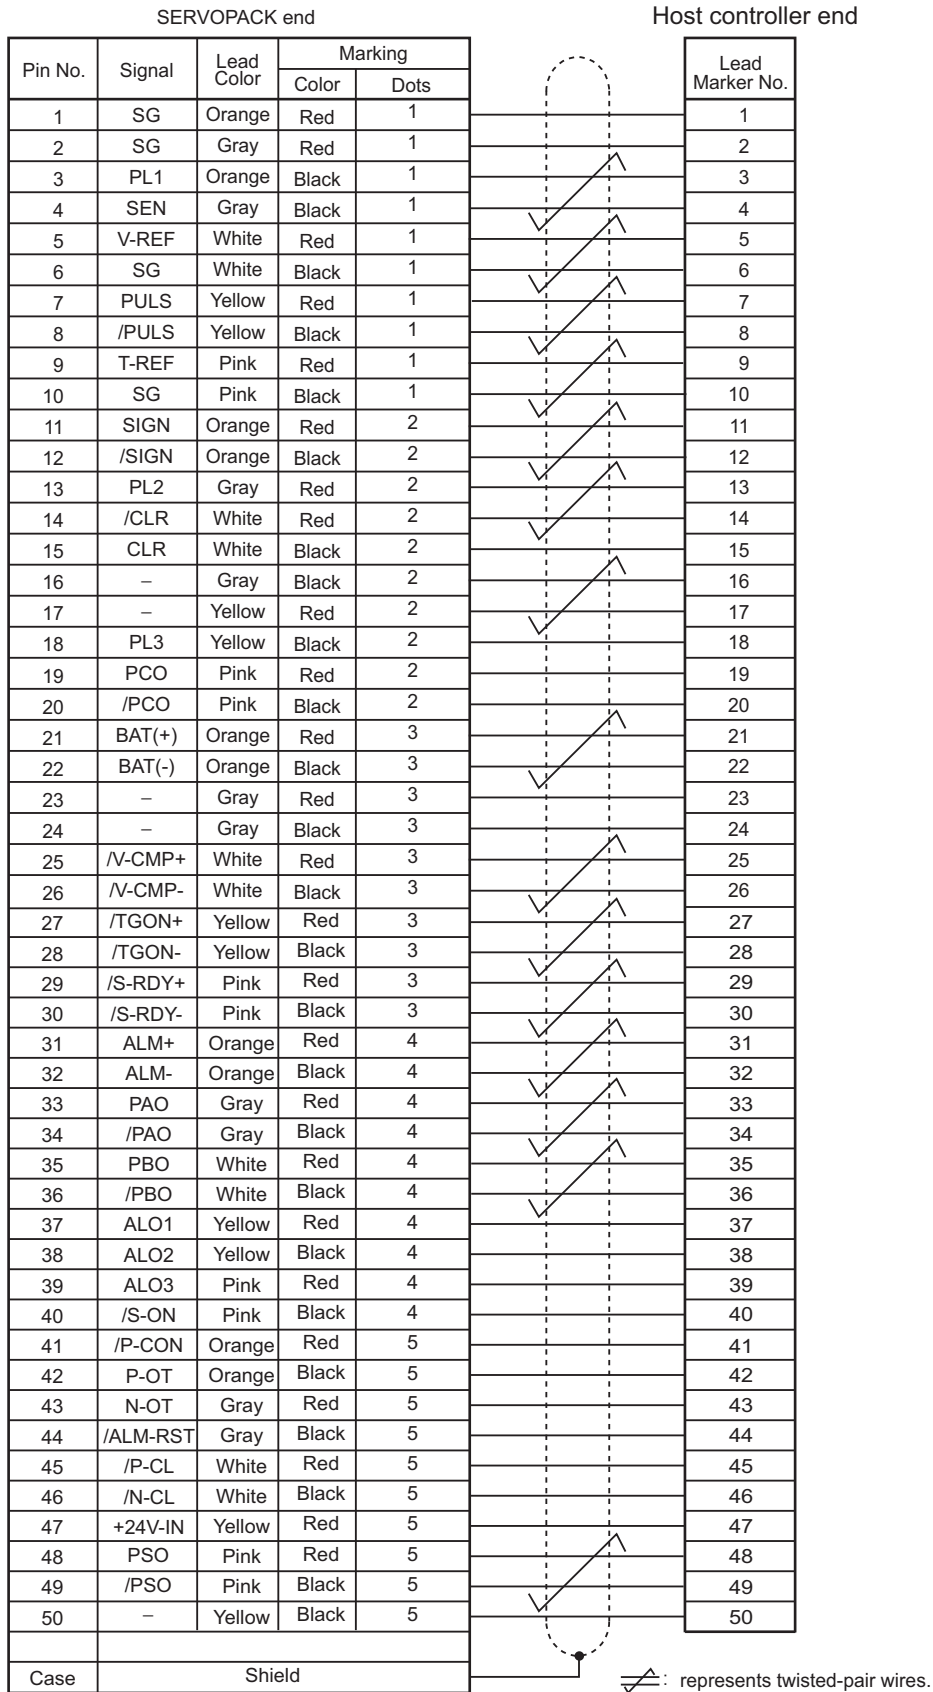 SERVOPACK end Host controller end
Pin No. Signal Lead Color Marking Lead Marker No.
Color Dots
1 SG Orange Red 1 1
2 SG Gray Red 1 2
3 PL1 Orange Black 1 3
4 SEN Gray Black 1 4
5 V-REF White Red 1 5
6 SG White Black 1 6
7 PULS Yellow Red 1 7
8 /PULS Yellow Black 1 8
9 T-REF Pink Red 1 9
10 SG Pink Black 1 10
11 SIGN Orange Red 2 11
12 /SIGN Orange Black 2 12
13 PL2 Gray Red 2 13
14 /CLR White Red 2 14
15 CLR White Black 2 15
16 – Gray Black 2 16
17 – Yellow Red 2 17
18 PL3 Yellow Black 2 18
19 PCO Pink Red 2 19
20 /PCO Pink Black 2 20
21 BAT(+) Orange Red 3 21
22 BAT(-) Orange Black 3 22
23 – Gray Red 3 23
24 – Gray Black 3 24
25 /V-CMP+ White Red 3 25
26 /V-CMP- White Black 3 26
27 /TGON+ Yellow Red 3 27
28 /TGON- Yellow Black 3 28
29 /S-RDY+ Pink Red 3 29
30 /S-RDY- Pink Black 3 30
31 ALM+ Orange Red 4 31
32 ALM- Orange Black 4 32
33 PAO Gray Red 4 33
34 /PAO Gray Black 4 34
35 PBO White Red 4 35
36 /PBO White Black 4 36
37 ALO1 Yellow Red 4 37
38 ALO2 Yellow Black 4 38
39 ALO3 Pink Red 4 39
40 /S-ON Pink Black 4 40
41 /P-CON Orange Red 5 41
42 P-OT Orange Black 5 42
43 N-OT Gray Red 5 43
44 /ALM-RST Gray Black 5 44
45 /P-CL White Red 5 45
46 /N-CL White Black 5 46
47 +24V-IN Yellow Red 5 47
48 PSO Pink Red 5 48
49 /PSO Pink Black 5 49
50 – Yellow Black 5 50
Case Shield
: represents twisted-pair wires.